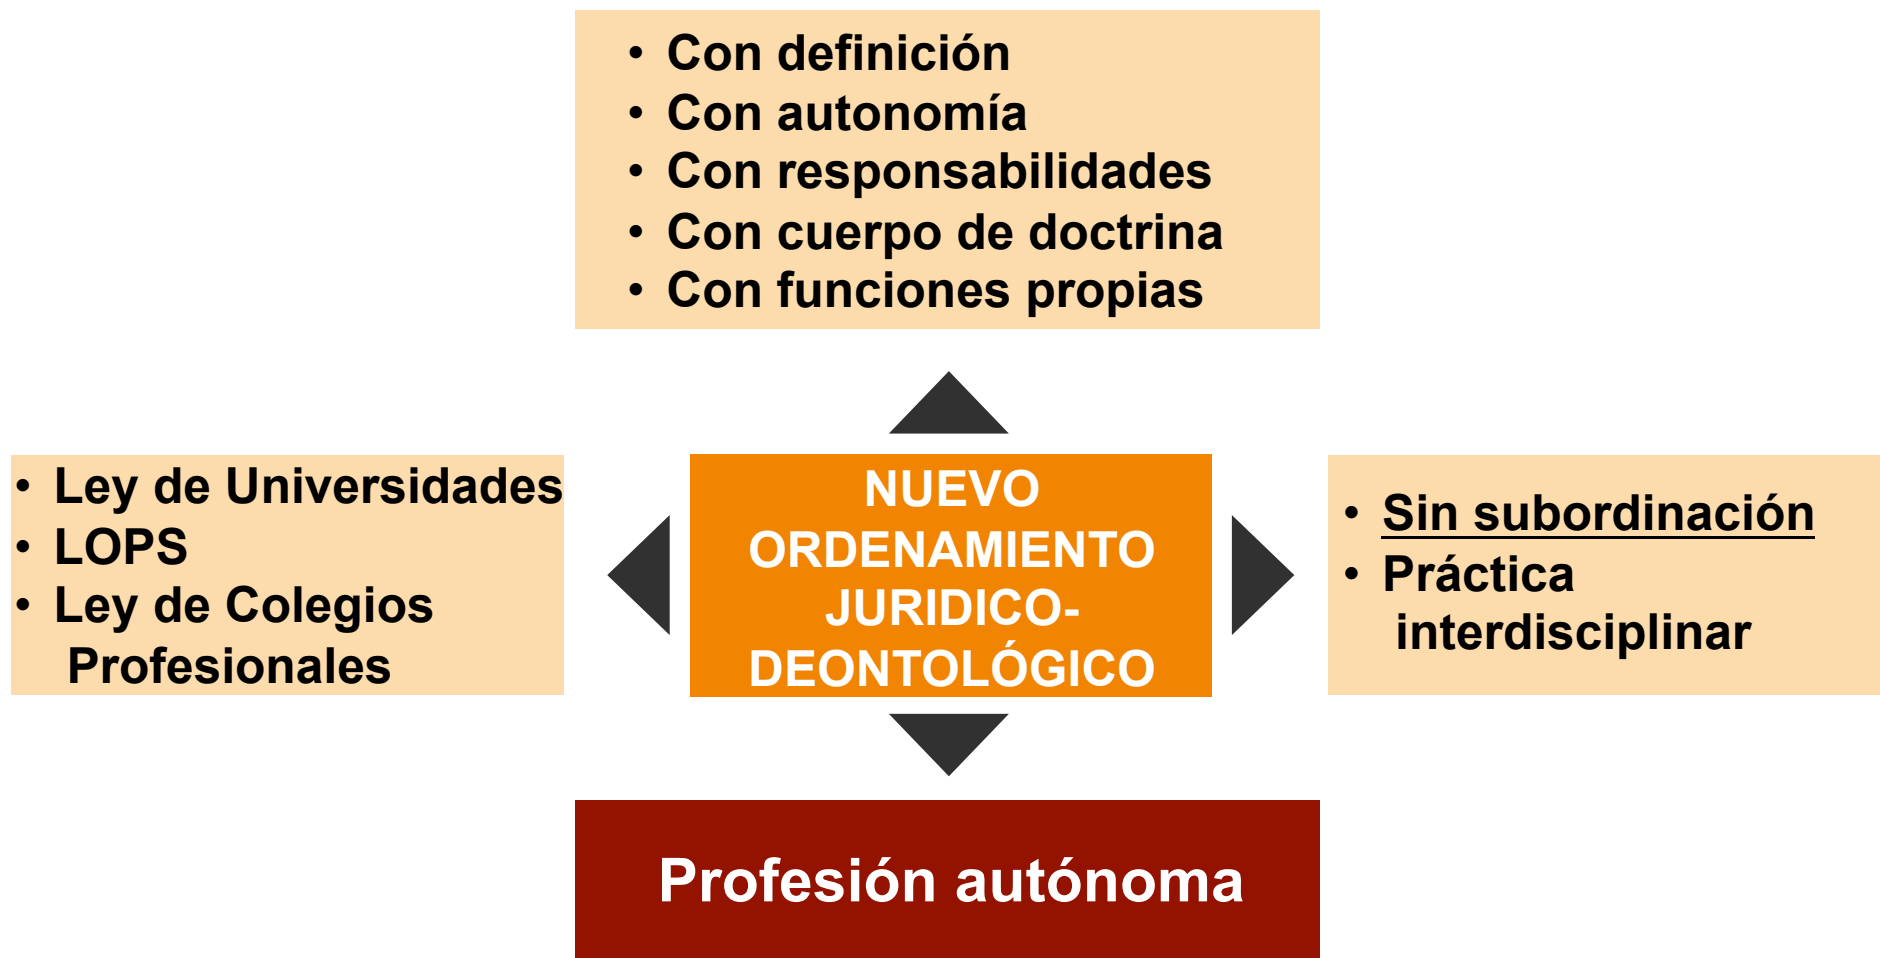 • Con definición
• Con autonomía
• Con responsabilidades
• Con cuerpo de doctrina
• Con funciones propias
• Ley de Universidades
• LOPS
• Ley de Colegios
Profesionales
NUEVO
ORDENAMIENTO
JURIDICO-
DEONTOLÓGICO
• Sin subordinación
• Práctica
interdisciplinar
Profesión autónoma